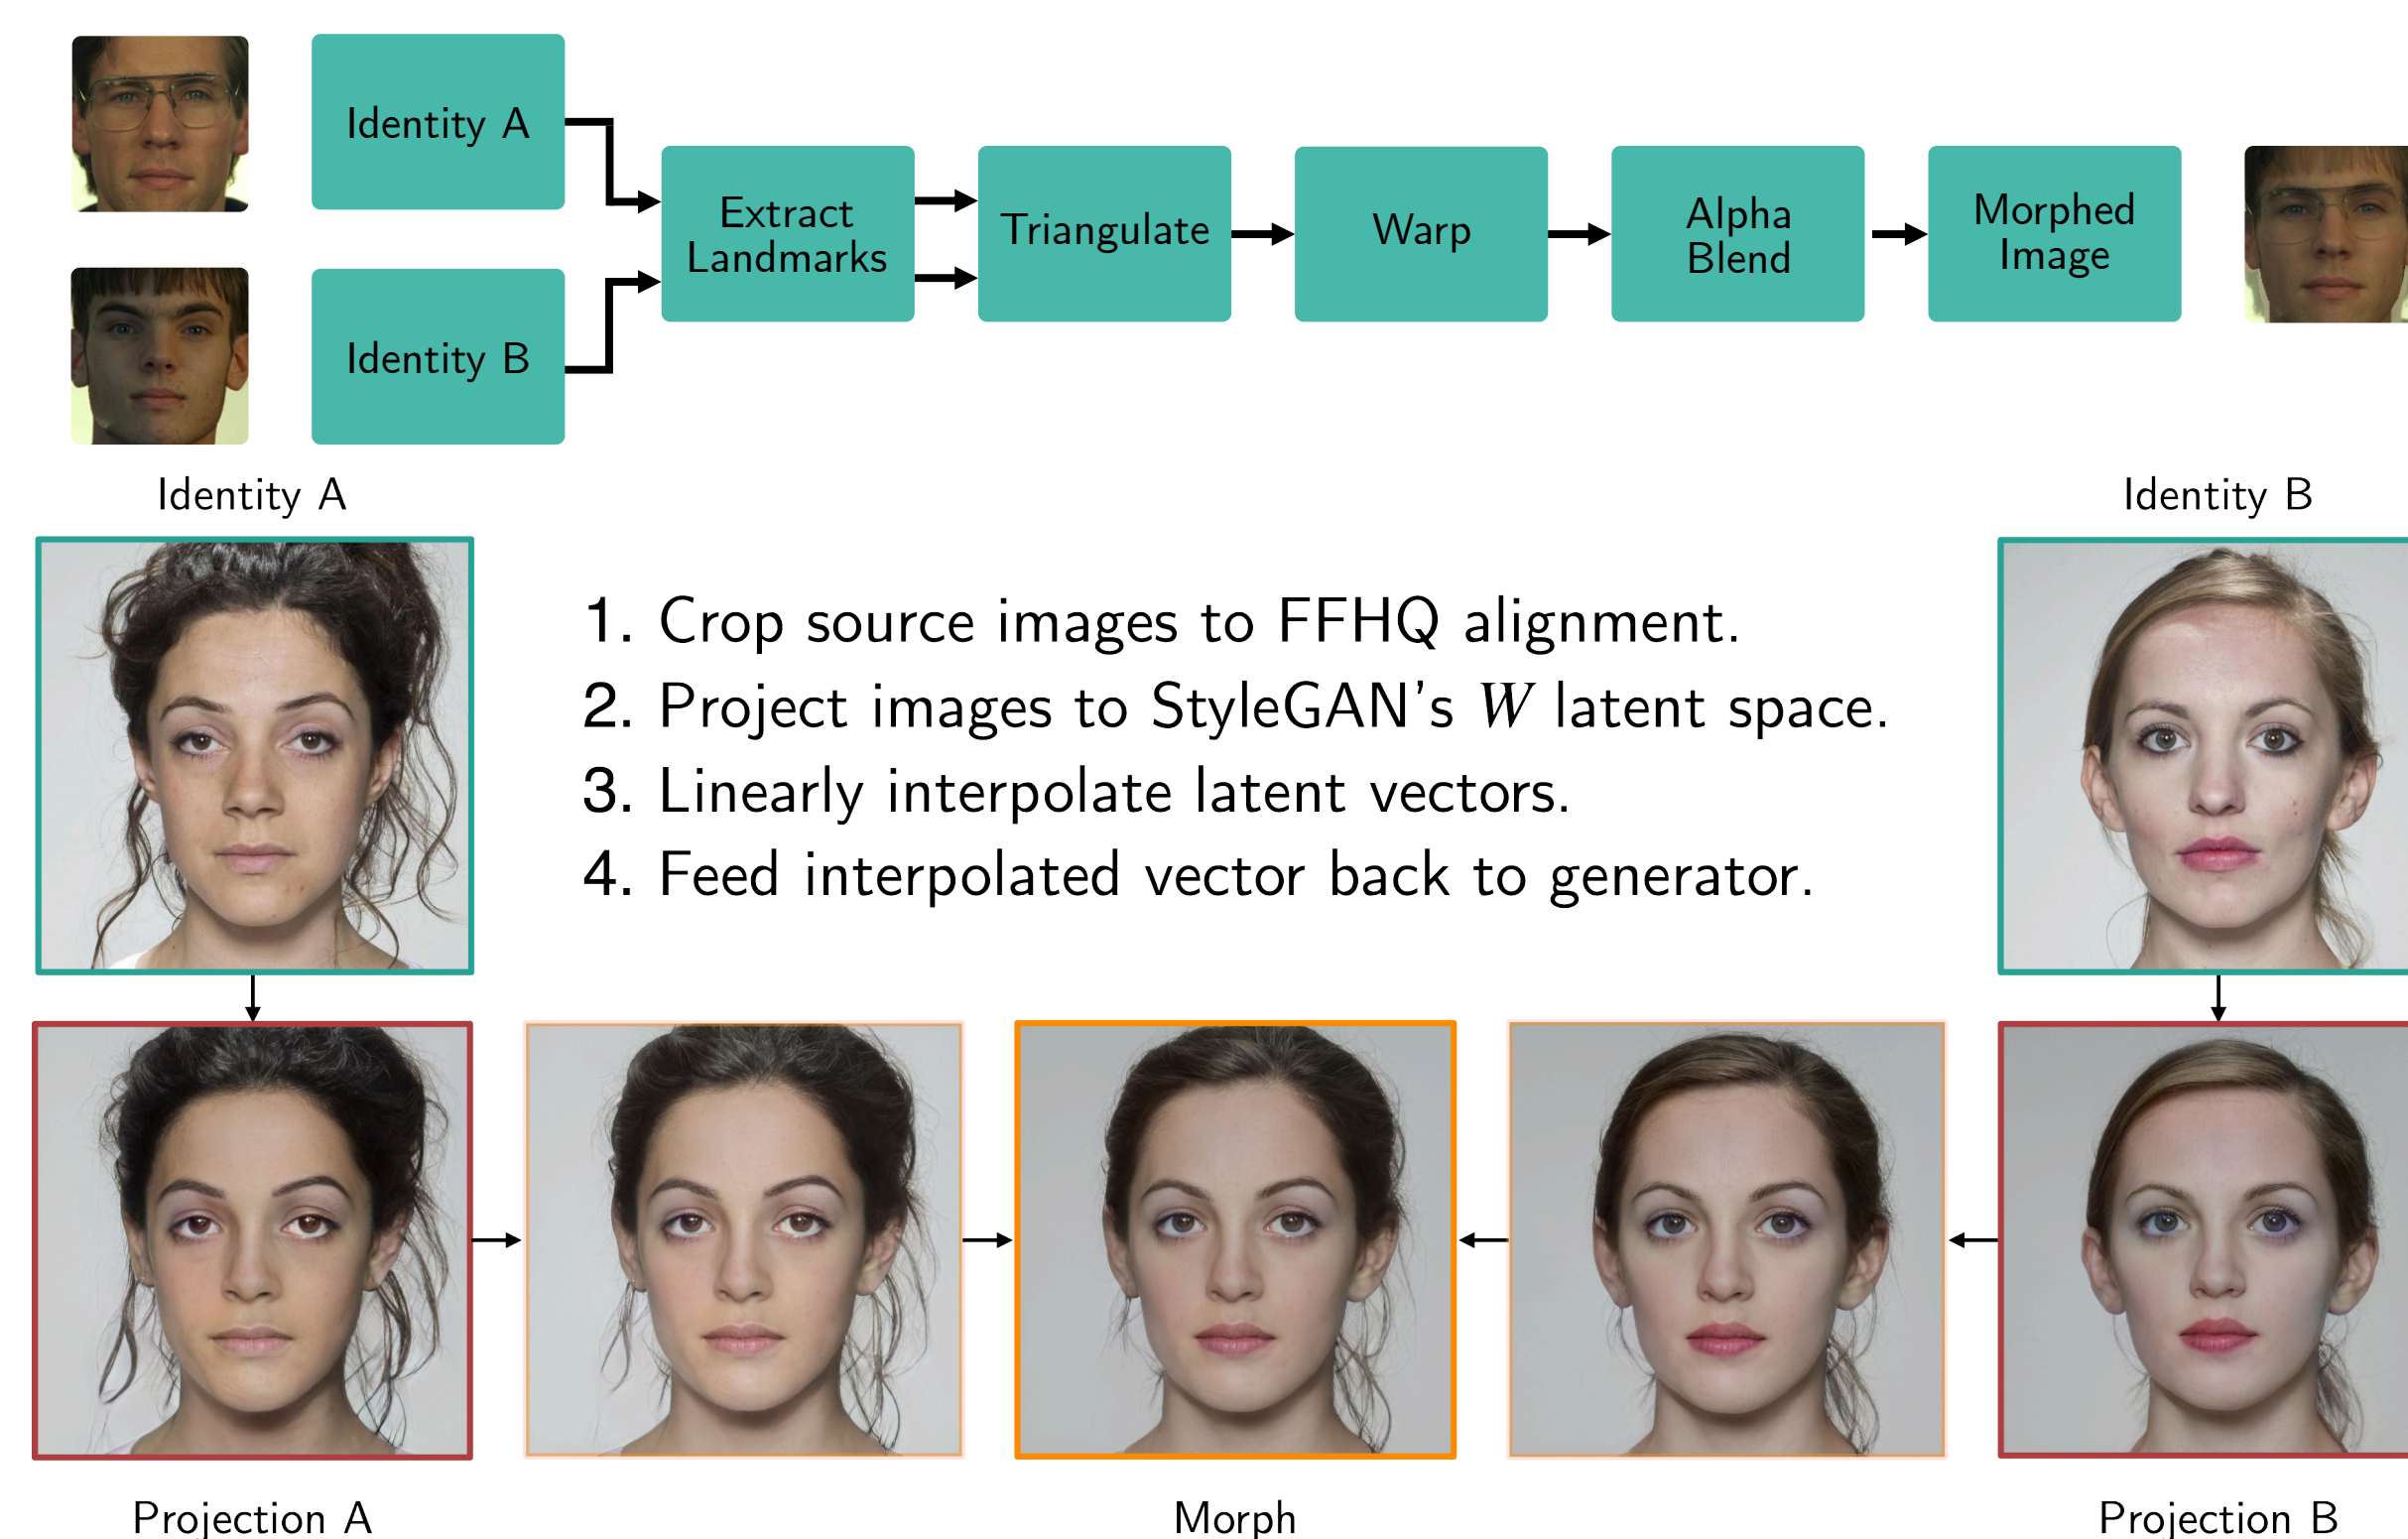 Identity A
Identity B
Extract
Landmarks
Triangulate
Warp
Alpha
Blend
Morphed
Image
Identity A
Identity B
1. Crop source images to FFHQ alignment.
2. Project images to StyleGAN's W latent space.
3. Linearly interpolate latent vectors.
4. Feed interpolated vector back to generator.
Projection A
Morph
Projection B